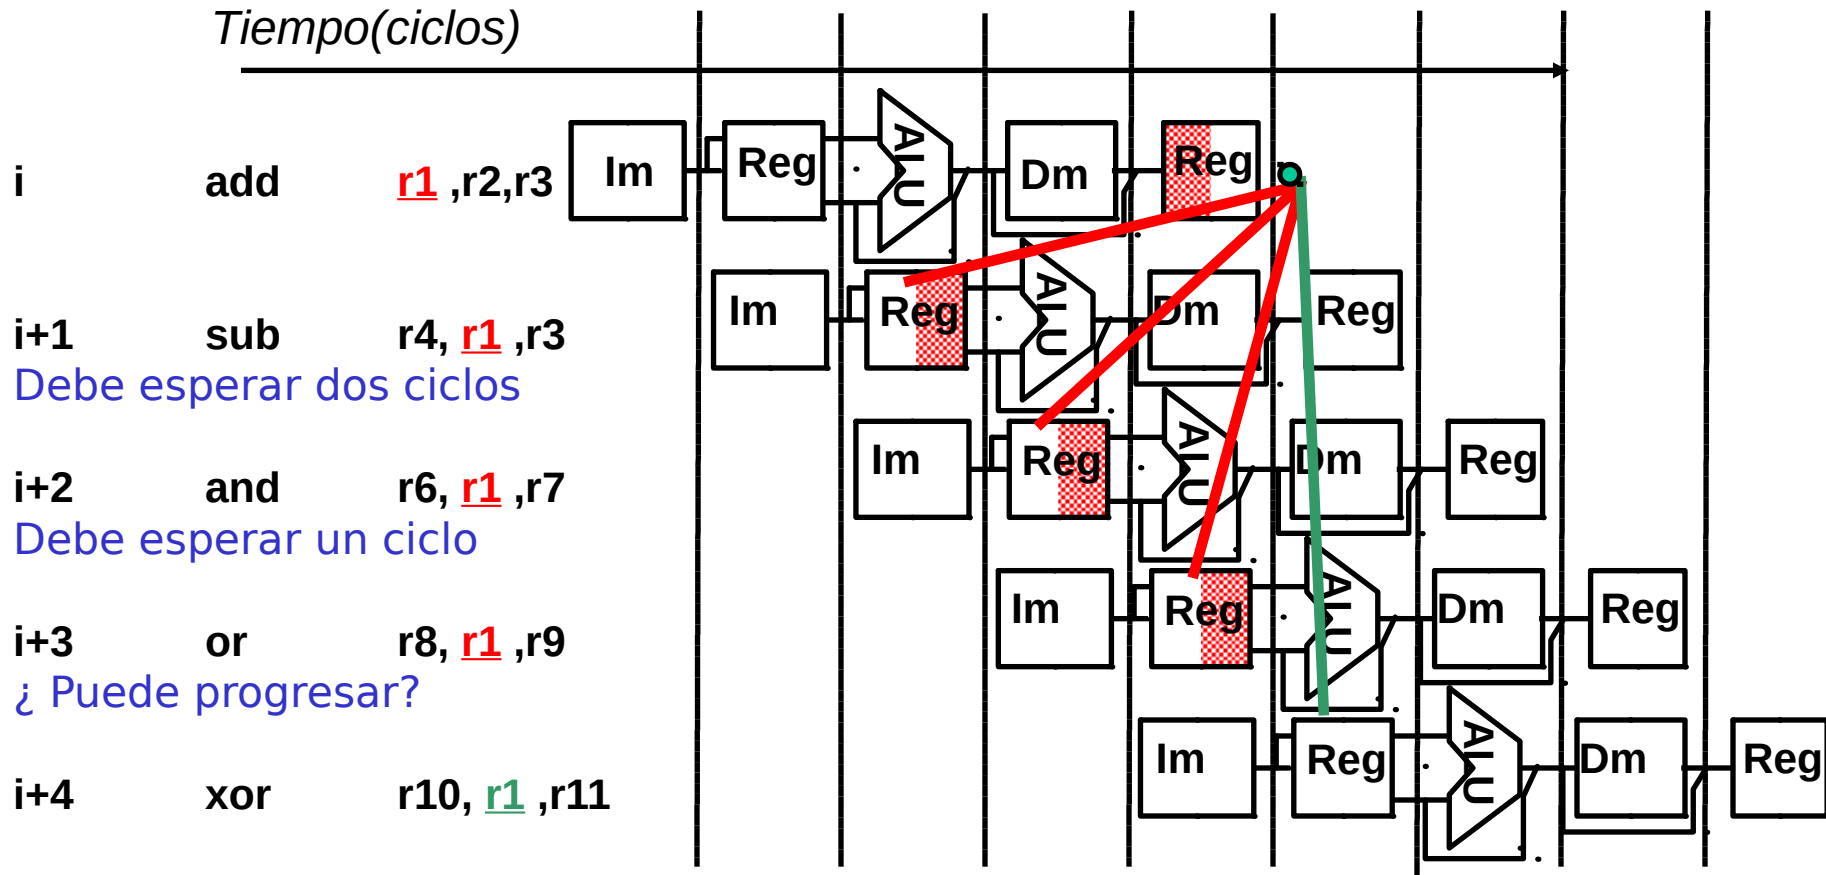 Tiempo(ciclos)
i add r1 ,r2,r3 Im Reg ALU Dm Reg
i+1 sub r4, r1 ,r3 Im Reg ALU Dm Reg
Debe esperar dos ciclos
i+2 and r6, r1 ,r7 Im Reg ALU Dm Reg
Debe esperar un ciclo
i+3 or r8, r1 ,r9 Im Reg ALU Dm Reg
¿ Puede progresar?
i+4 xor r10, r1 ,r11 Im Reg ALU Dm Reg